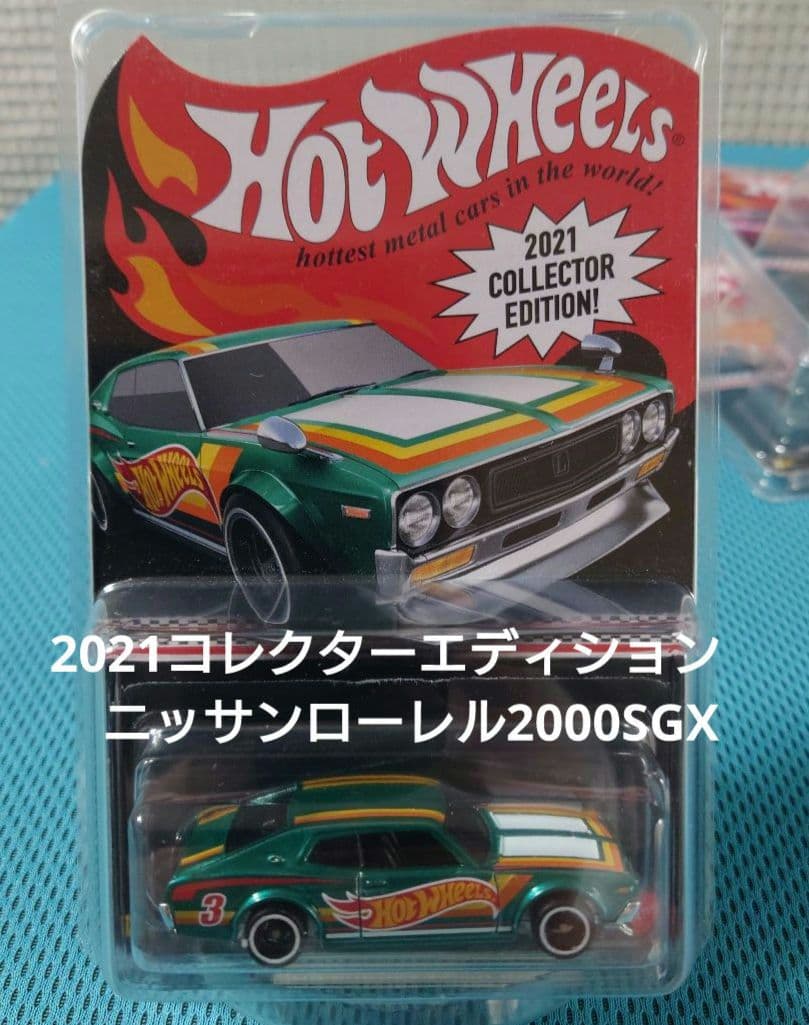 HOT WHEELS®
hottest metal cars in the world!
2021
COLLECTOR
EDITION!
HOT WHEELS
2021コレクターエディション
ニッサンローレル2000SGX
3
HOT WHEELS